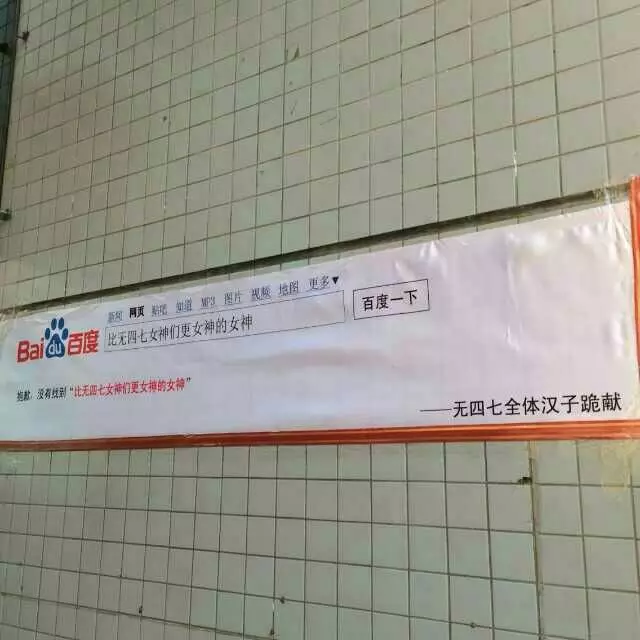 新闻 网页 贴吧 知道 MP3 图片 视频 地图 更多▼
Bai du 百度
比无四七女神们更女神的女神
百度一下
抱歉，没有找到“比无四七女神们更女神的女神”
——无四七全体汉子跪献